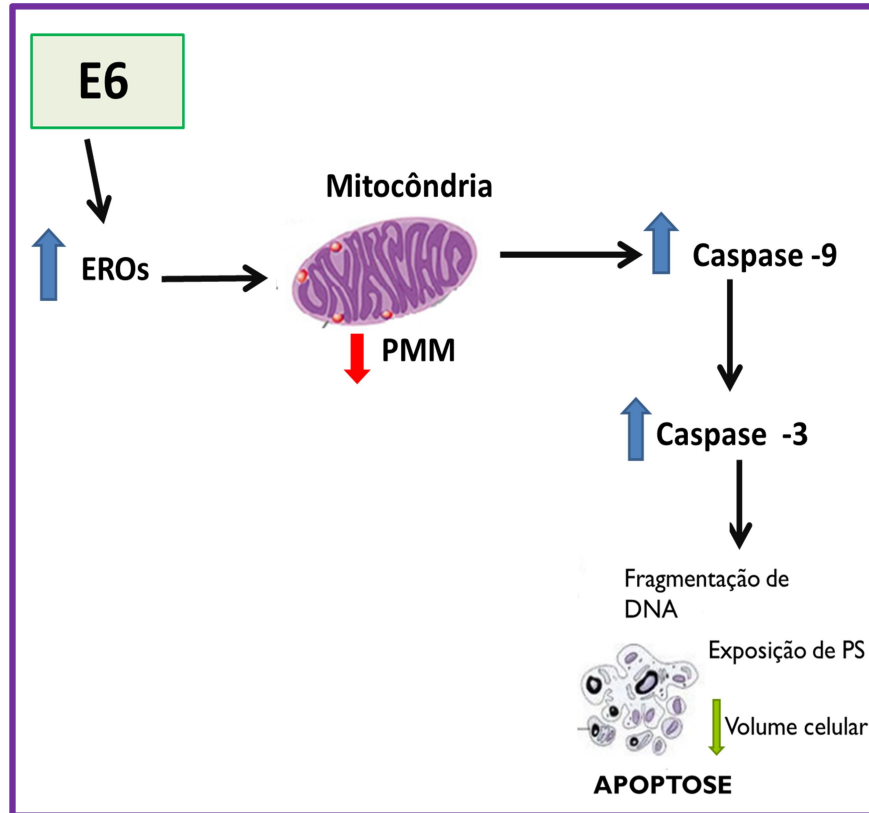 E6
Mitocôndria
EROs
Caspase -9
PMM
Caspase -3
Fragmentação de
DNA
Exposição de PS
Volume celular
APOPTOSE